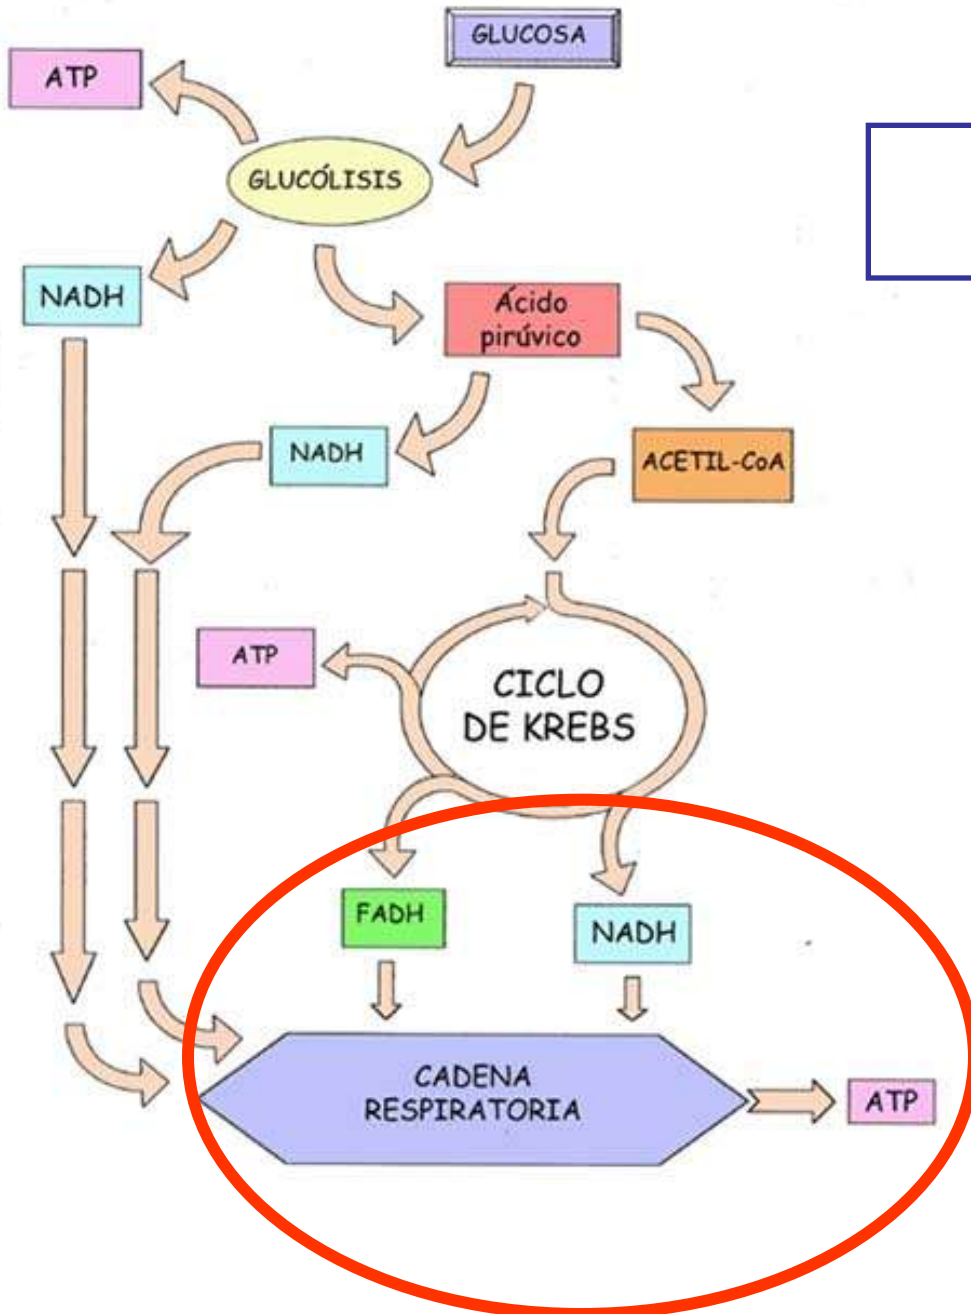 GLUCOSA
ATP
GLUCÓLISIS
NADH
Ácido
pirúvico
NADH
ACETIL-CoA
ATP
CICLO
DE KREBS
FADH
NADH
CADENA
RESPIRATORIA
ATP